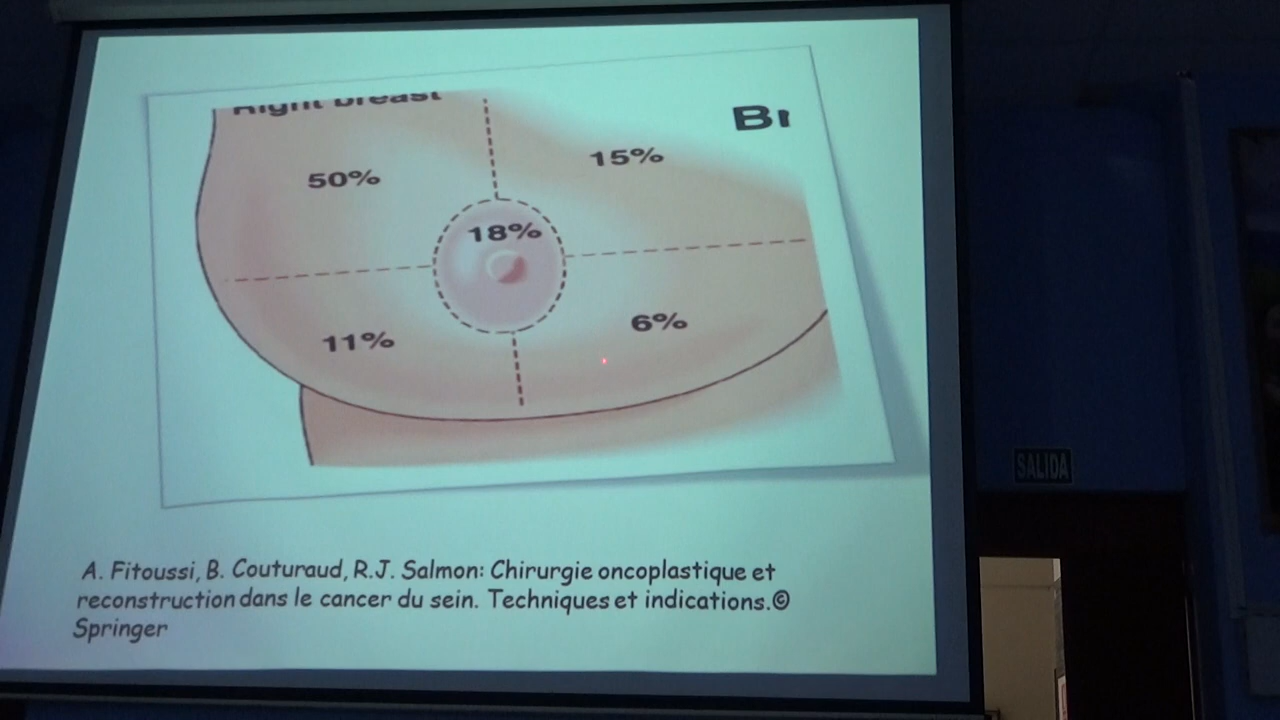 Right breast
50%
15%
18%
11%
6%
SALIDA
A. Fitoussi, B. Couturaud, R.J. Salmon: Chirurgie oncoplastique et
reconstruction dans le cancer du sein. Techniques et indications.©
Springer